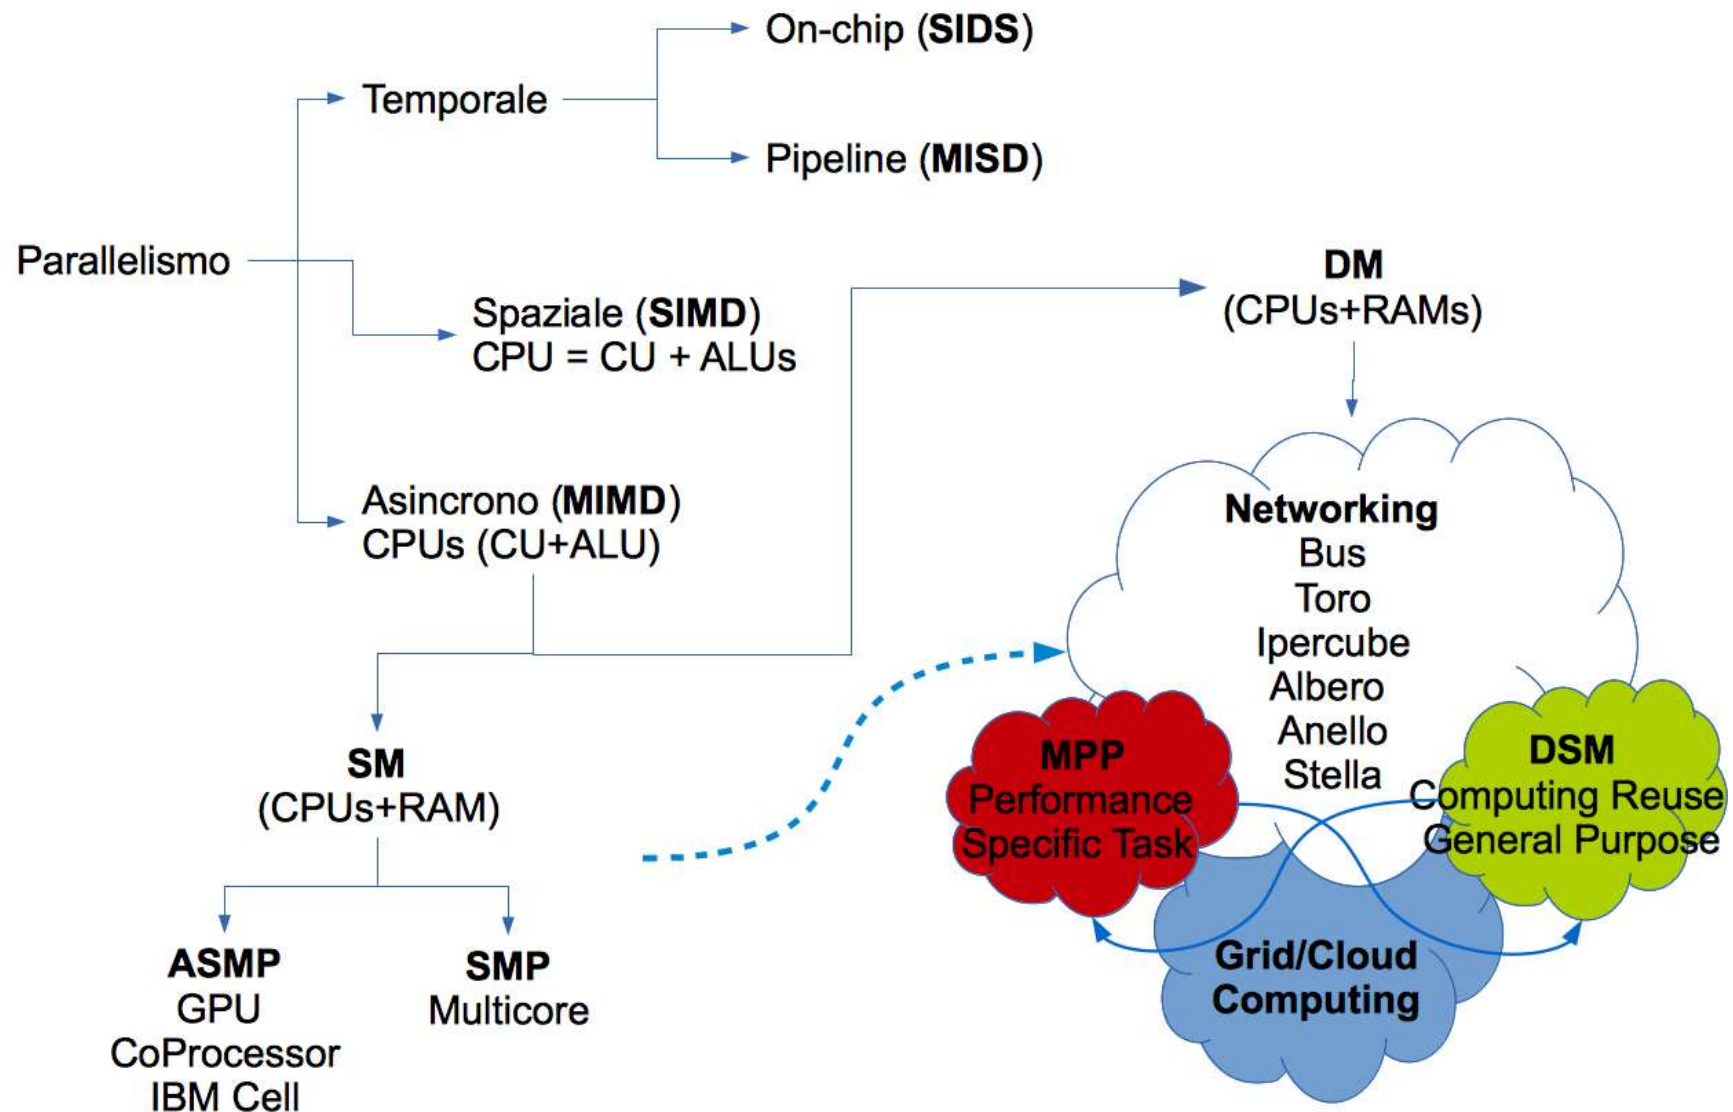 On-chip (SIDS)
Temporale
Pipeline (MISD)
Parallelismo
Spaziale (SIMD)
CPU = CU + ALUs
Asincrono (MIMD)
CPUs (CU+ALU)
SM
(CPUs+RAM)
ASMP
GPU
CoProcessor
IBM Cell
SMP
Multicore
DM
(CPUs+RAMs)
Networking
Bus
Toro
Ipercube
Albero
Anello
Stella
MPP
Performance
Specific Task
DSM
Computing Reuse
General Purpose
Grid/Cloud
Computing